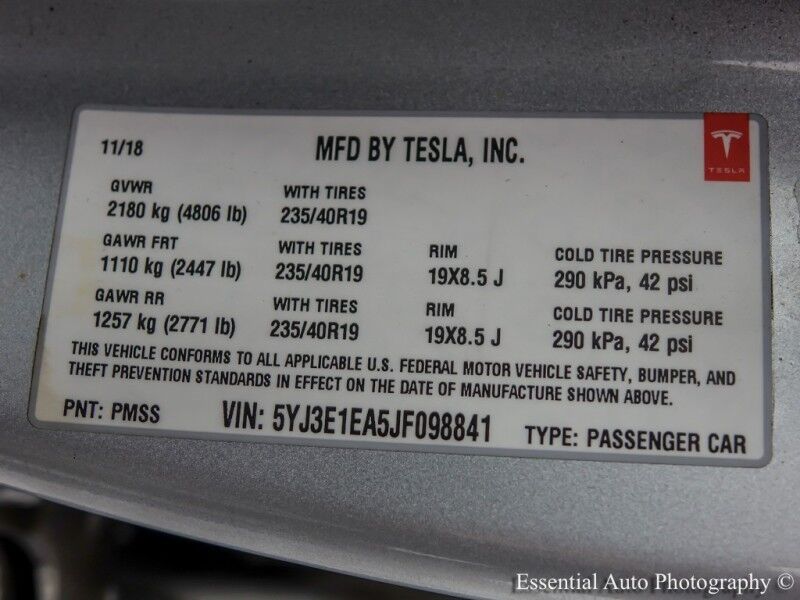 11/18 MFD BY TESLA, INC.
TESLA
GVWR WITH TIRES
2180 kg (4806 lb) 235/40R19
GAWR FRT WITH TIRES RIM COLD TIRE PRESSURE
1110 kg (2447 lb) 235/40R19 19X8.5 J 290 kPa, 42 psi
GAWR RR WITH TIRES RIM COLD TIRE PRESSURE
1257 kg (2771 lb) 235/40R19 19X8.5 J 290 kPa, 42 psi
THIS VEHICLE CONFORMS TO ALL APPLICABLE U.S. FEDERAL MOTOR VEHICLE SAFETY, BUMPER, AND
THEFT PREVENTION STANDARDS IN EFFECT ON THE DATE OF MANUFACTURE SHOWN ABOVE.
PNT: PMSS VIN: 5YJ3E1EA5JF098841 TYPE: PASSENGER CAR
Essential Auto Photography ©